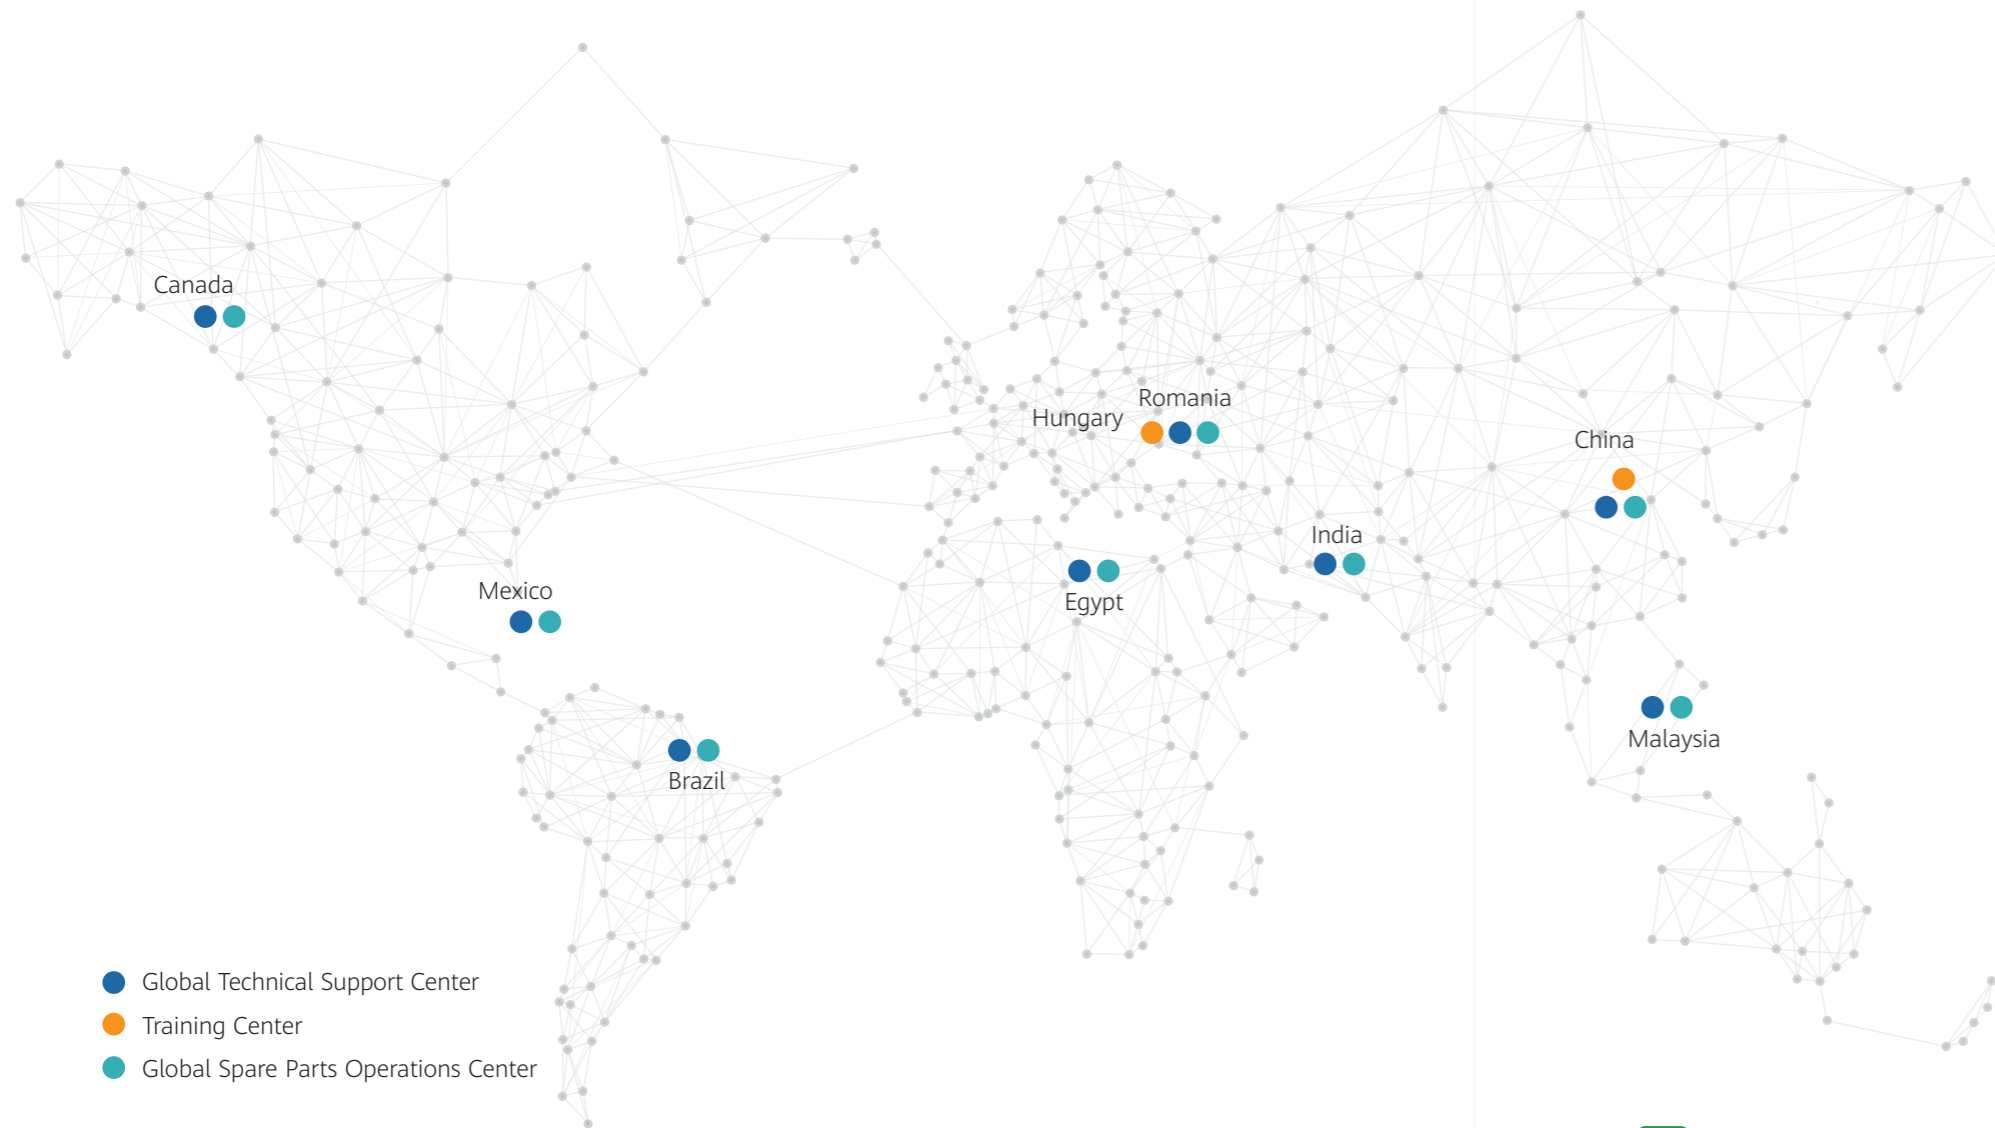 Canada
Romania
Hungary
China
India
Mexico
Egypt
Malaysia
Brazil
Global Technical Support Center
Training Center
Global Spare Parts Operations Center